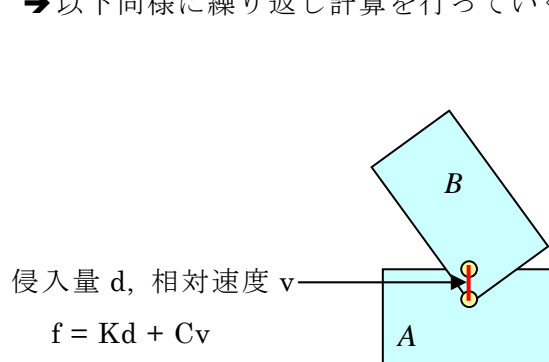 ➔以下同様に繰り返し計算を行っていく
B
侵入量 d, 相対速度 v
f = Kd + Cv
A